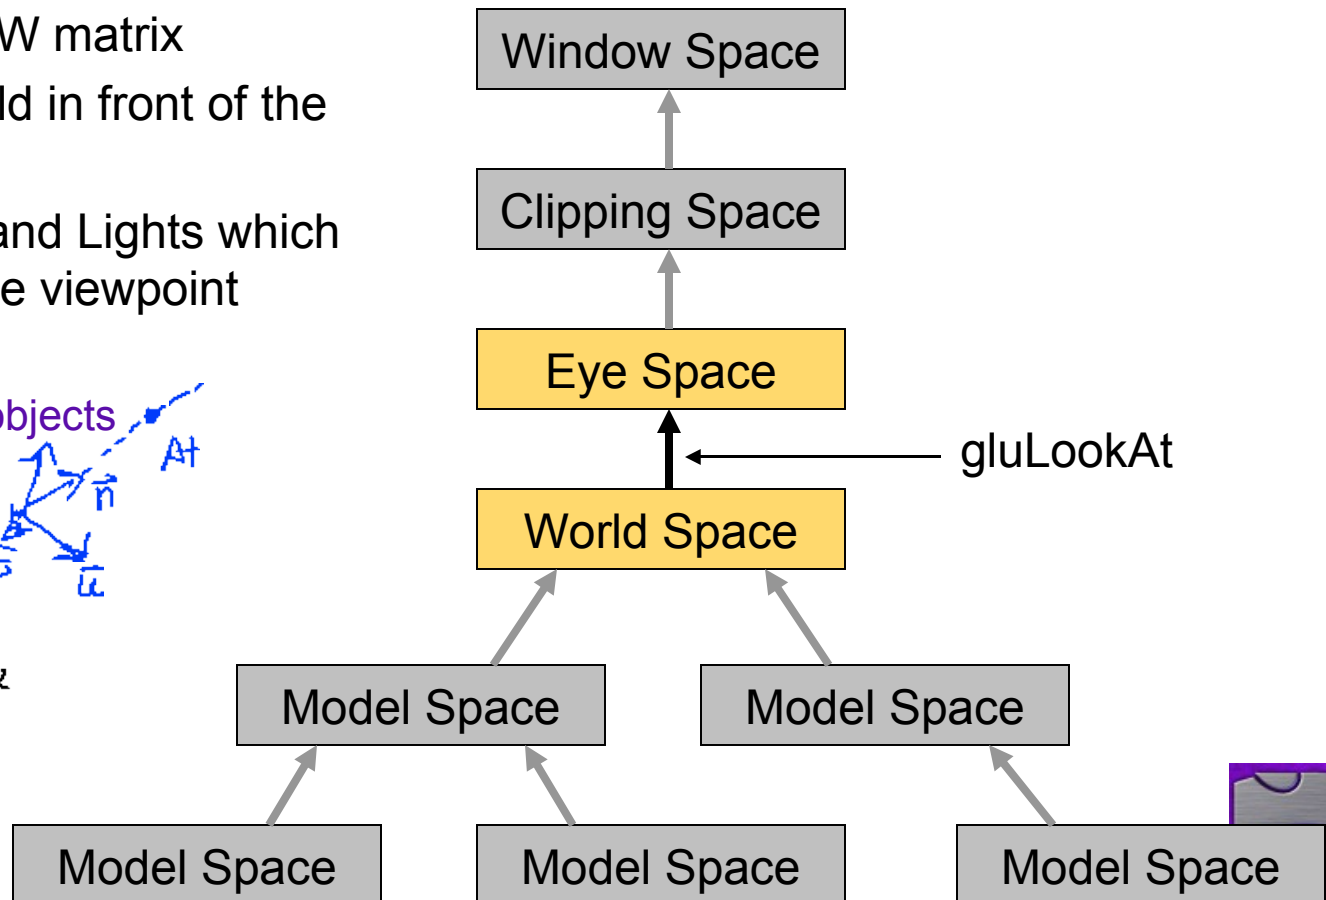 W matrix
ld in front of the
and Lights which
e viewpoint
objects
At
n
u
&
Window Space
Clipping Space
Eye Space
gluLookAt
World Space
Model Space
Model Space
Model Space
Model Space
Model Space